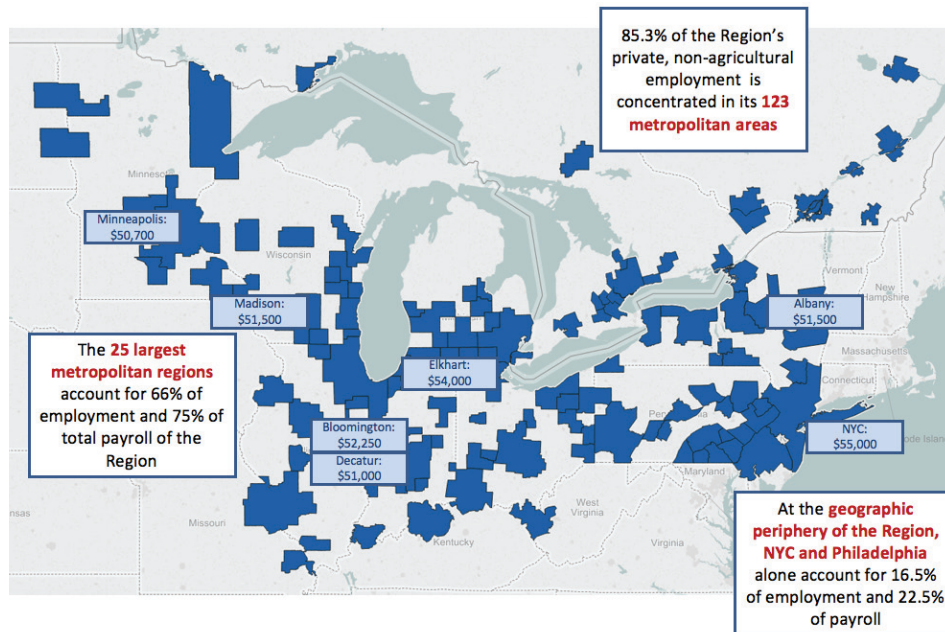 85.3% of the Region's
private, non-agricultural
employment is
concentrated in its 123
metropolitan areas
Minnesota
Minneapolis:
$50,700
Wisconsin
Madison:
$51,500
Vermont
New
Hampshire
Albany:
$51,500
Massachusetts
Connecticut
The 25 largest
metropolitan regions
account for 66% of
employment and 75% of
total payroll of the
Region
Elkhart:
$54,000
Bloomington:
$52,250
Decatur:
$51,000
NYC:
$55,000
ode Island
Maryland
West
Virginia
Virginia
Kentucky
Missouri
nsas
At the geographic
periphery of the Region,
NYC and Philadelphia
alone account for 16.5%
of employment and 22.5%
of payroll